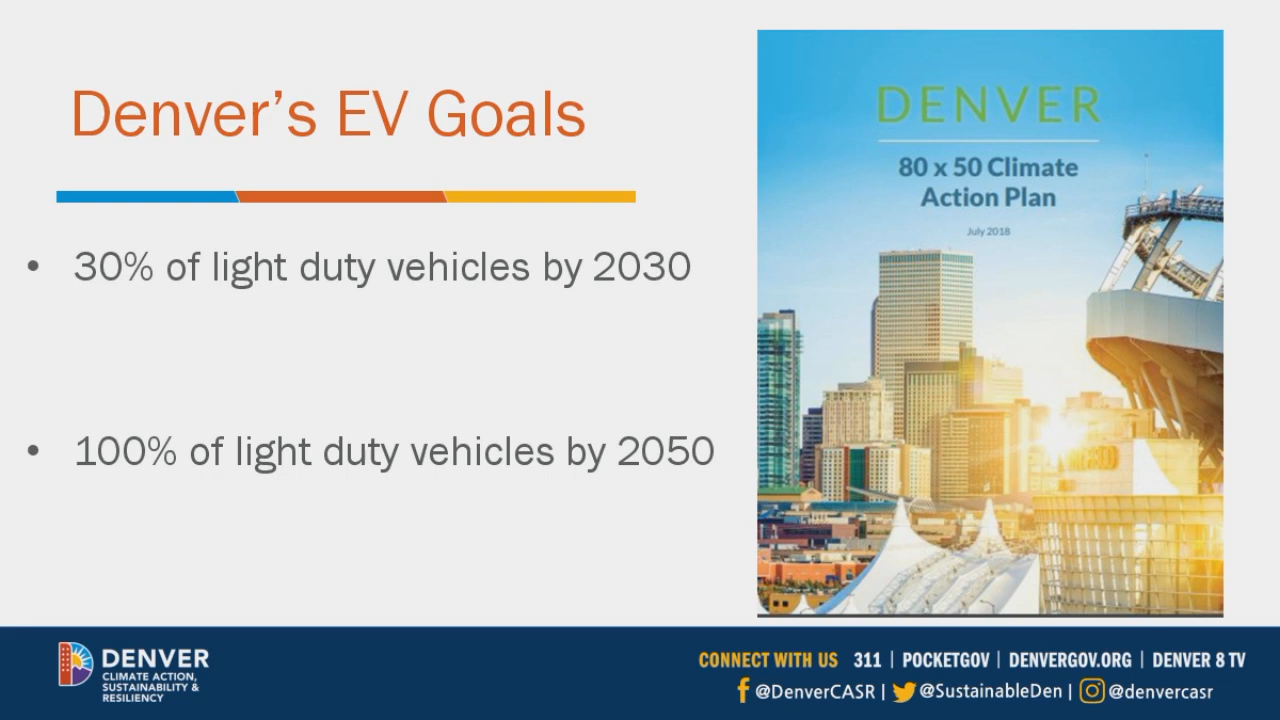 Denver's EV Goals
• 30% of light duty vehicles by 2030
• 100% of light duty vehicles by 2050
DENVER
80 x 50 Climate
Action Plan
July 2018
DENVER
CLIMATE ACTION,
SUSTAINABILITY &
RESILIENCY
CONNECT WITH US 311 | POCKETGOV | DENVERGOV.ORG | DENVER 8 TV
@DenverCASR | @SustainableDen | @denvercasr